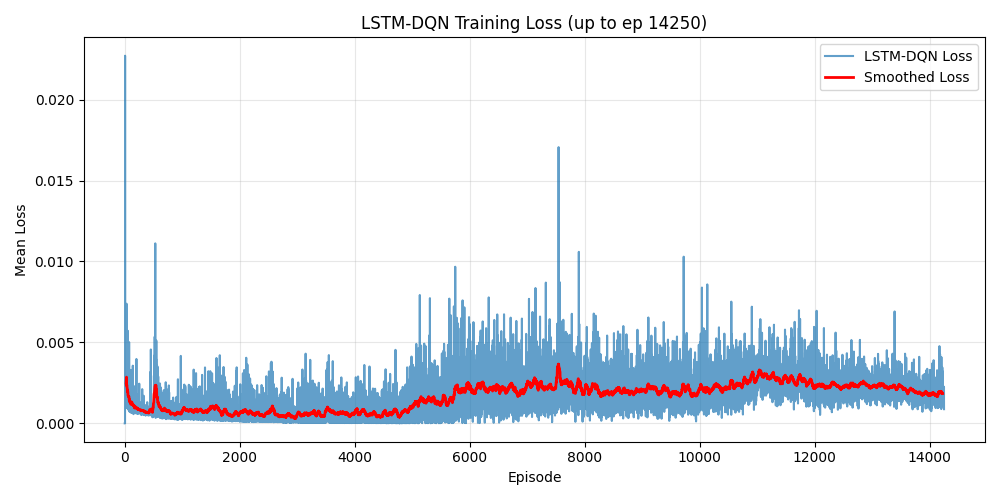 LSTM-DQN Training Loss (up to ep 14250)
LSTM-DQN Loss
Smoothed Loss
Mean Loss
0.020
0.015
0.010
0.005
0.000
0 2000 4000 6000 8000 10000 12000 14000
Episode